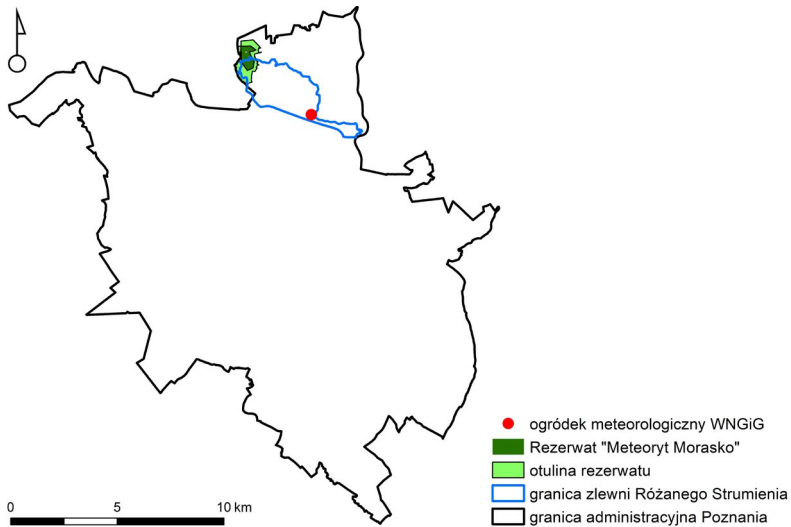 ogródek meteorologiczny WNGiG
Rezerwat "Meteoryt Morasko"
otulina rezerwatu
granica zlewni Różanego Strumienia
granica administracyjna Poznania
0 5 10 km